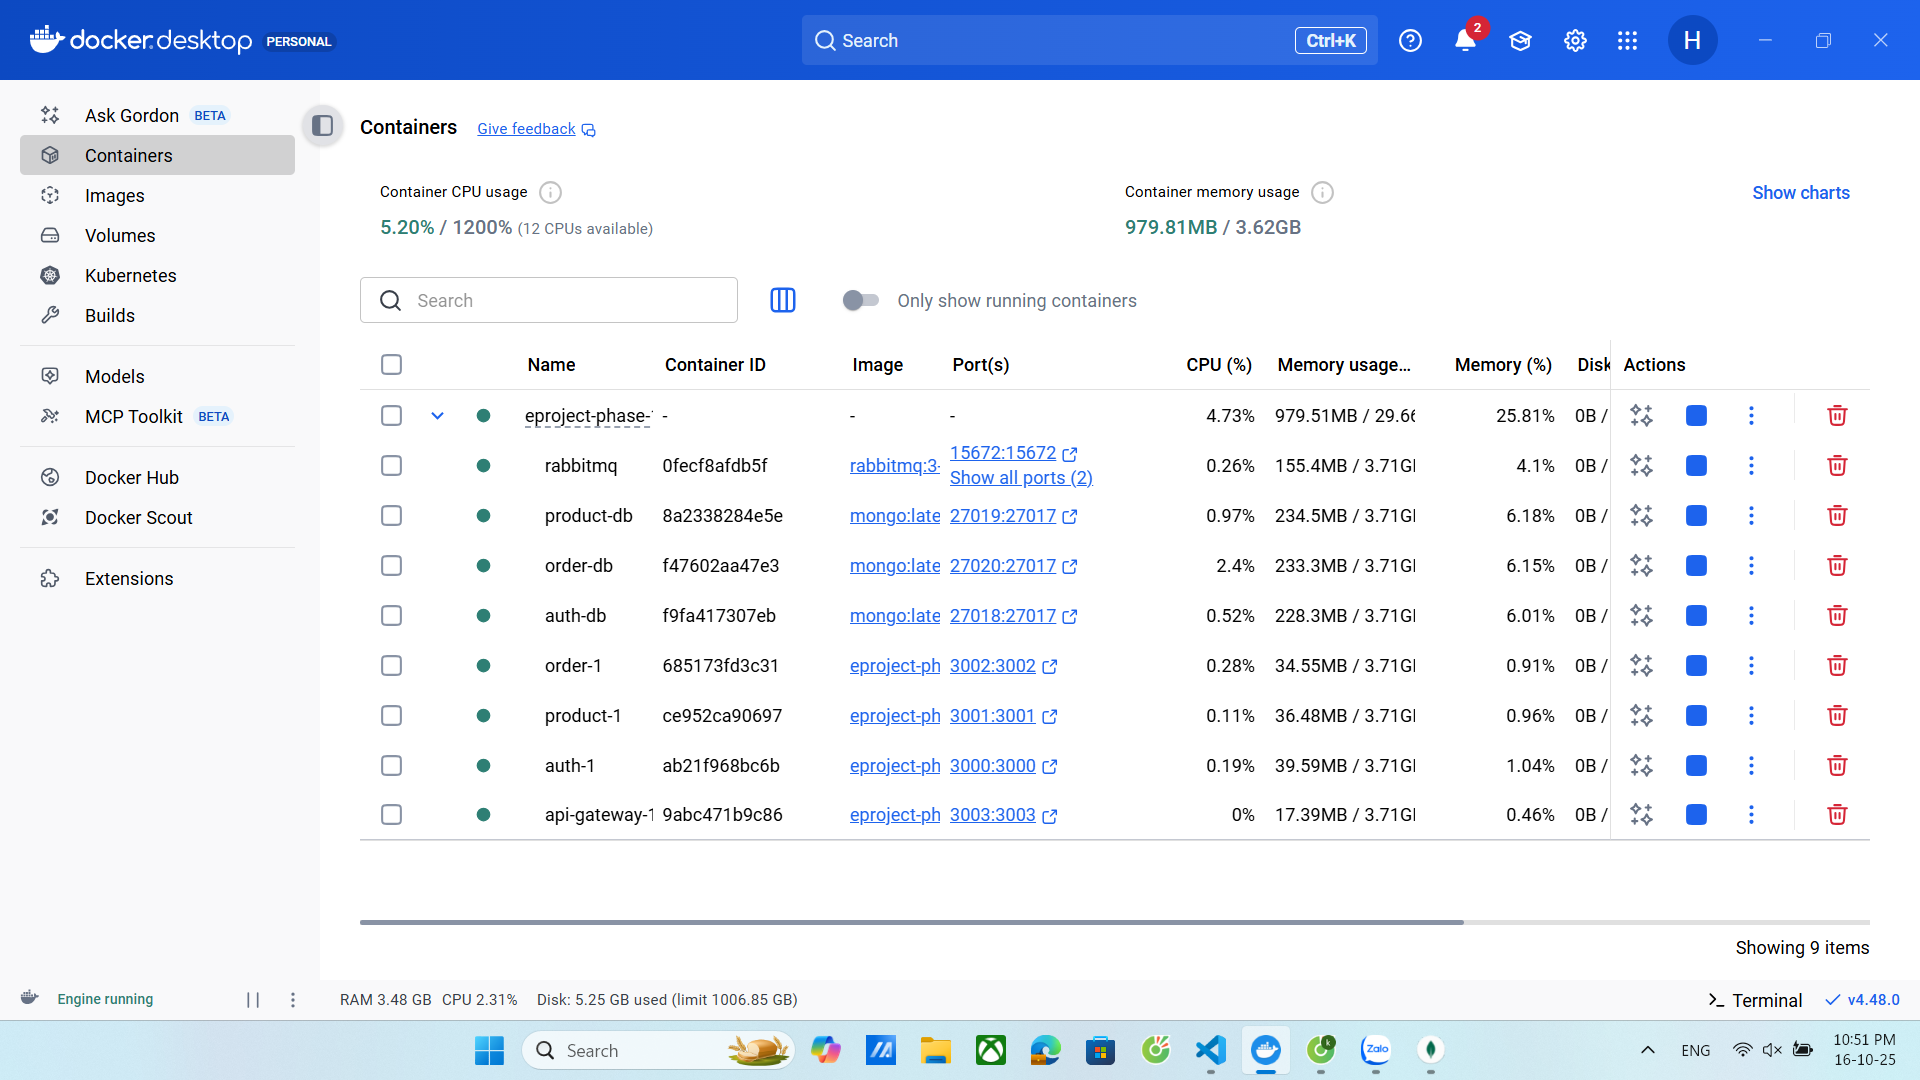 docker.desktop PERSONAL
Search Ctrl+K
2
H
Ask Gordon BETA
Containers
Images
Volumes
Kubernetes
Builds
Models
MCP Toolkit BETA
Docker Hub
Docker Scout
Extensions
Containers Give feedback
Container CPU usage
5.20% / 1200% (12 CPUs available)
Container memory usage
979.81MB / 3.62GB
Show charts
Search
Only show running containers
Name Container ID Image Port(s) CPU (%) Memory usage... Memory (%) Disk Actions
eproject-phase- - - - 4.73% 979.51MB / 29.66 25.81% 0B /
rabbitmq 0fecf8afdb5f rabbitmq:3- 15672:15672 Show all ports (2) 0.26% 155.4MB / 3.71GI 4.1% 0B /
product-db 8a2338284e5e mongo:late 27019:27017 0.97% 234.5MB / 3.71GI 6.18% 0B /
order-db f47602aa47e3 mongo:late 27020:27017 2.4% 233.3MB / 3.71GI 6.15% 0B /
auth-db f9fa417307eb mongo:late 27018:27017 0.52% 228.3MB / 3.71GI 6.01% 0B /
order-1 685173fd3c31 eproject-ph 3002:3002 0.28% 34.55MB / 3.71GI 0.91% 0B /
product-1 ce952ca90697 eproject-ph 3001:3001 0.11% 36.48MB / 3.71GI 0.96% 0B /
auth-1 ab21f968bc6b eproject-ph 3000:3000 0.19% 39.59MB / 3.71GI 1.04% 0B /
api-gateway-1 9abc471b9c86 eproject-ph 3003:3003 0% 17.39MB / 3.71GI 0.46% 0B /
Showing 9 items
Engine running
RAM 3.48 GB CPU 2.31% Disk: 5.25 GB used (limit 1006.85 GB)
Terminal
v4.48.0
Search
k
Zalo
ENG
10:51 PM
16-10-25